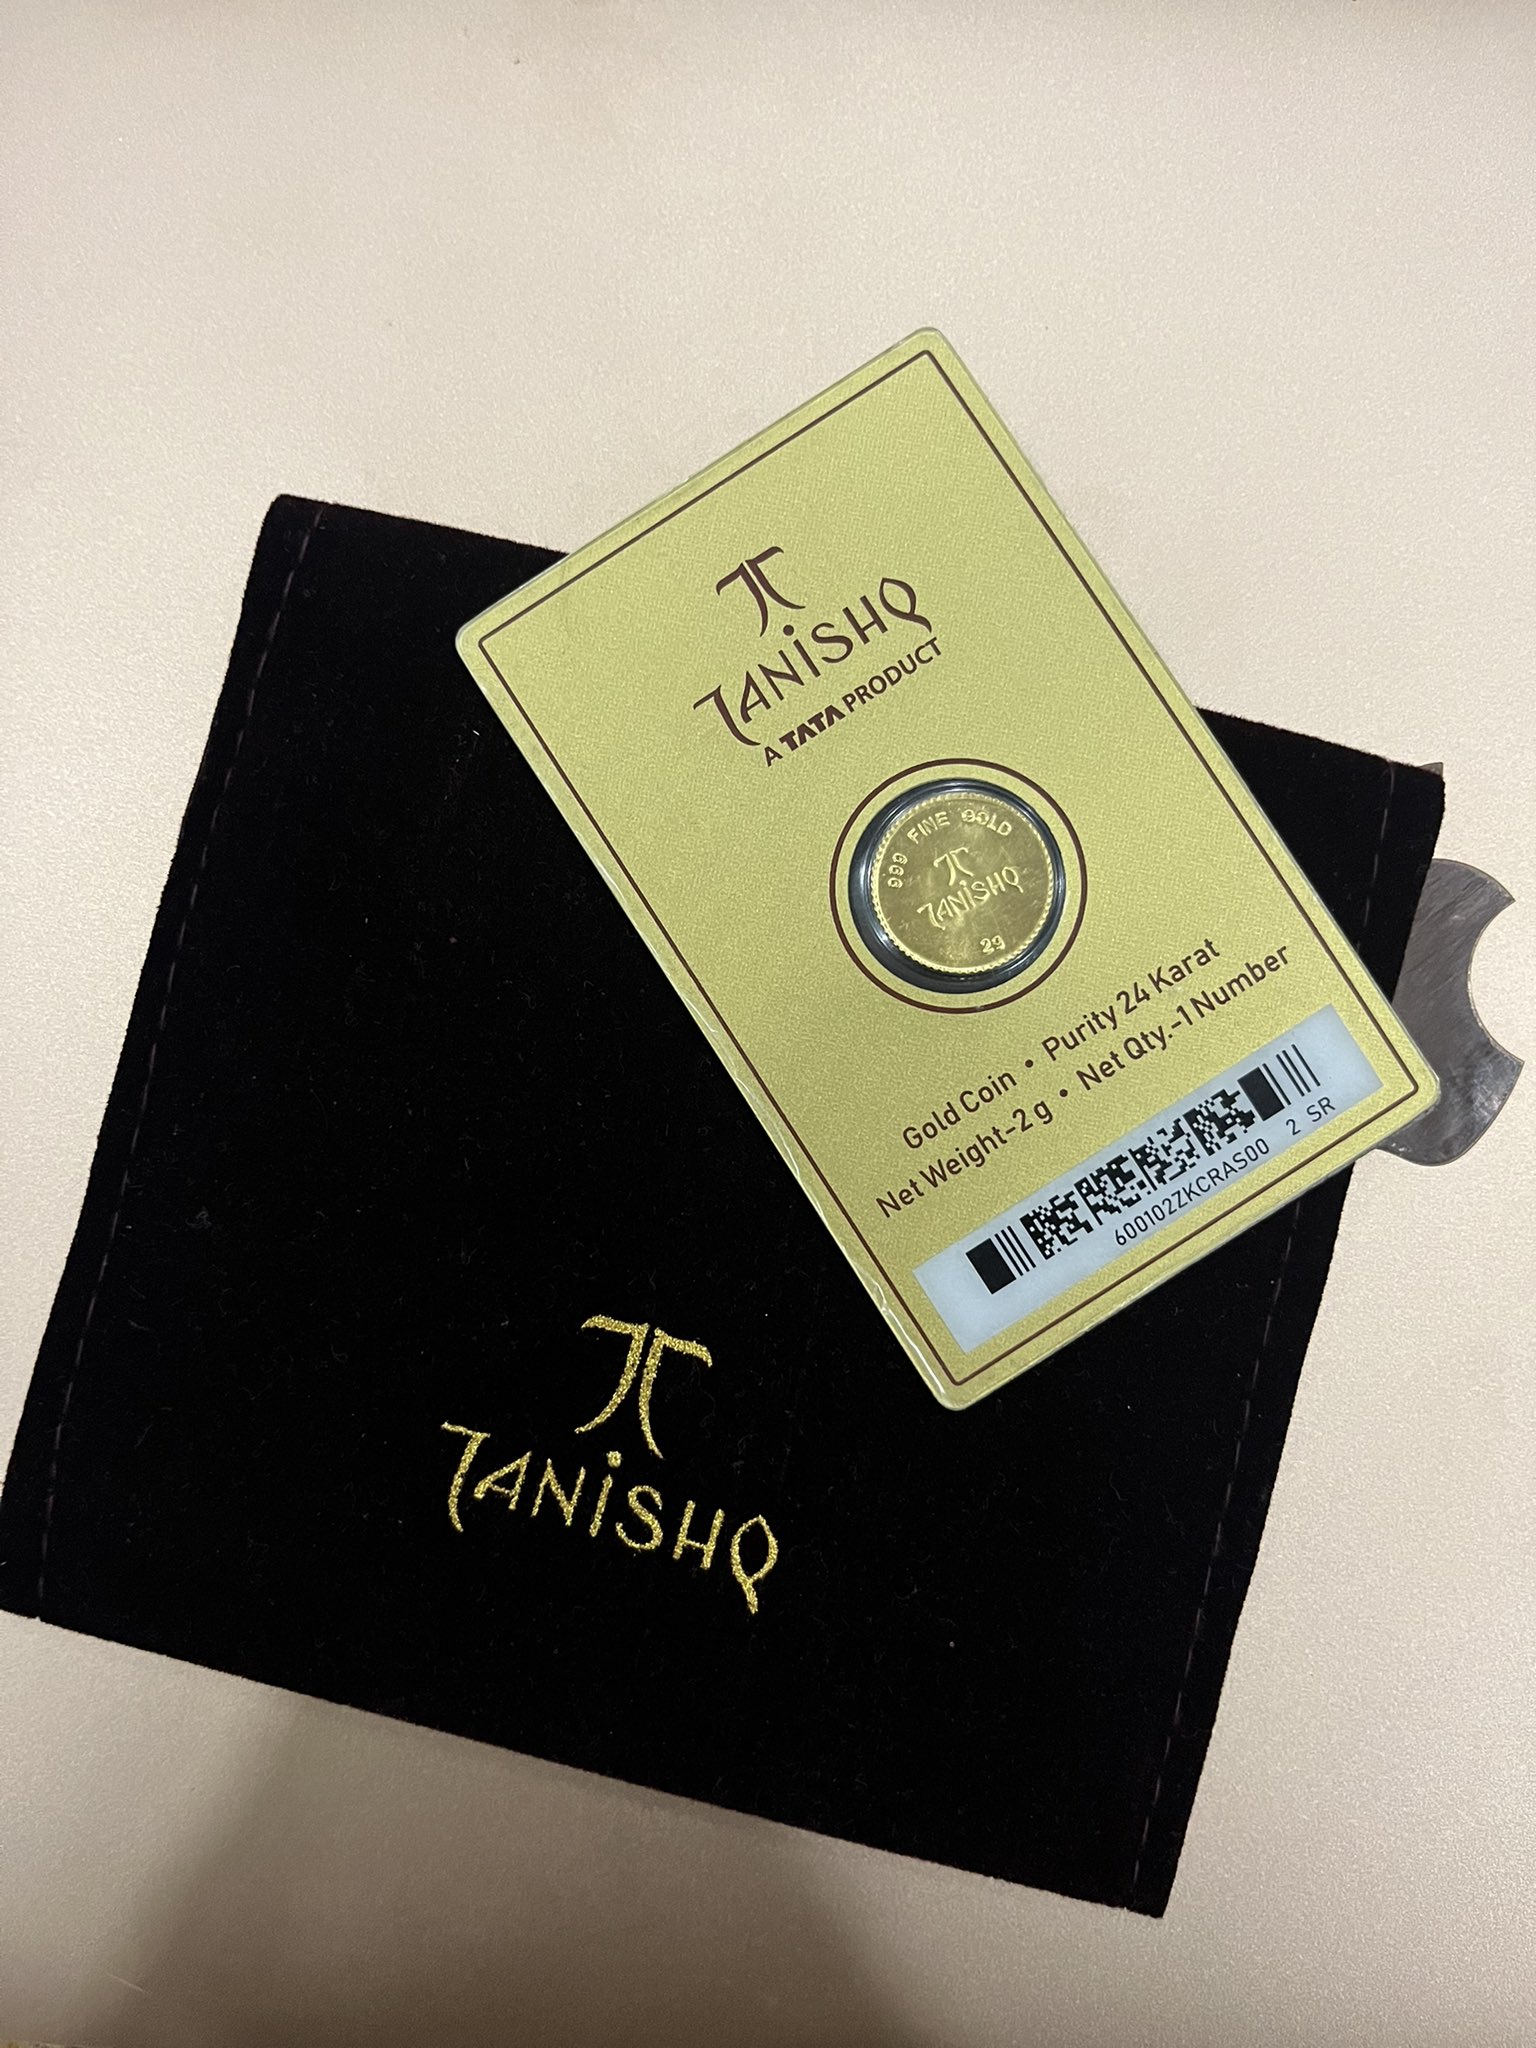 TANiSHQ
A TATA PRODUCT
999 FINE GOLD
TANiSHQ
2g
Gold Coin • Purity 24 Karat
Net Weight-2 g • Net Qty.-1 Number
600102ZKCRAS00 2 SR
TANiSHQ